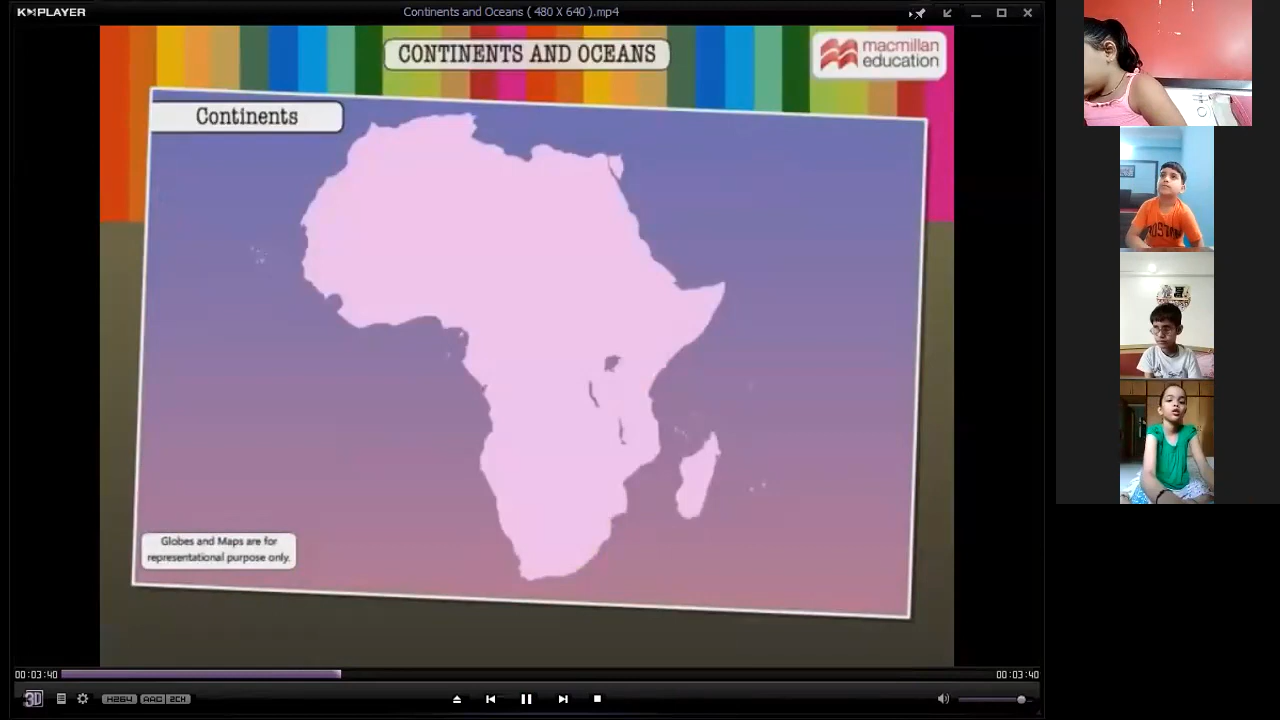 KMPLAYER
Continents and Oceans ( 480 X 640 ).mp4
CONTINENTS AND OCEANS
macmillan
education
Continents
Globes and Maps are for
representational purpose only.
00:03:40
00:03:40
3D
H264
AAC
2CH